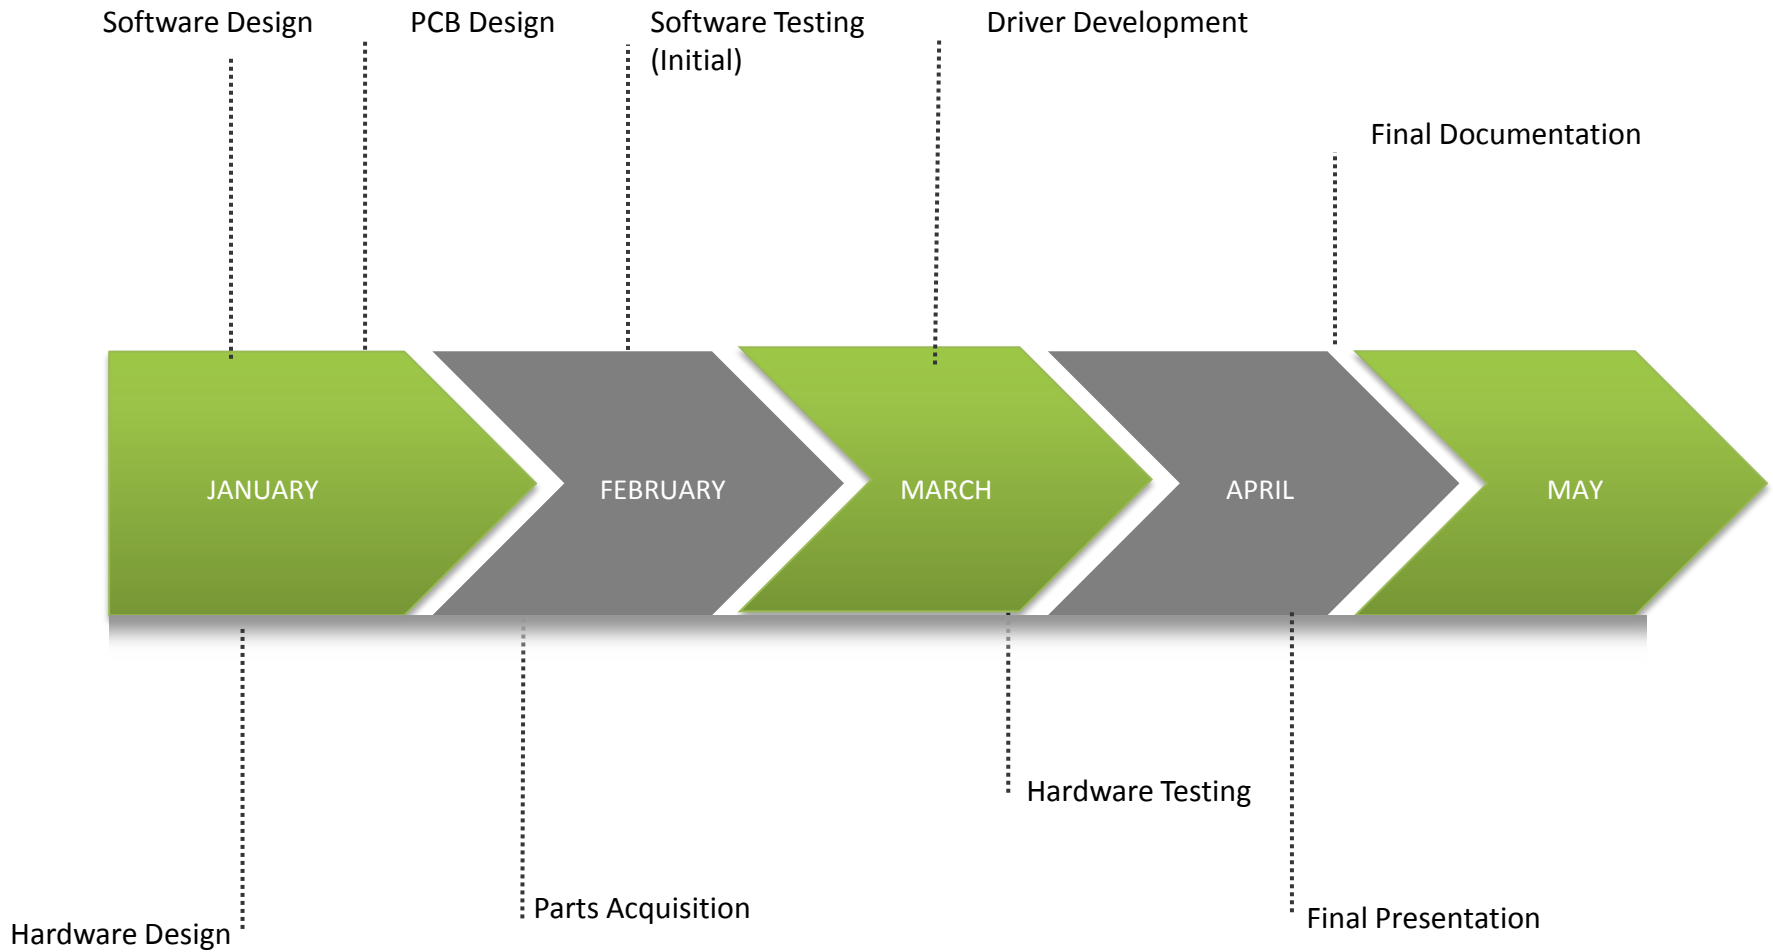 Software Design
PCB Design
Software Testing
(Initial)
Driver Development
Final Documentation
JANUARY
FEBRUARY
MARCH
APRIL
MAY
Hardware Testing
Parts Acquisition
Final Presentation
Hardware Design